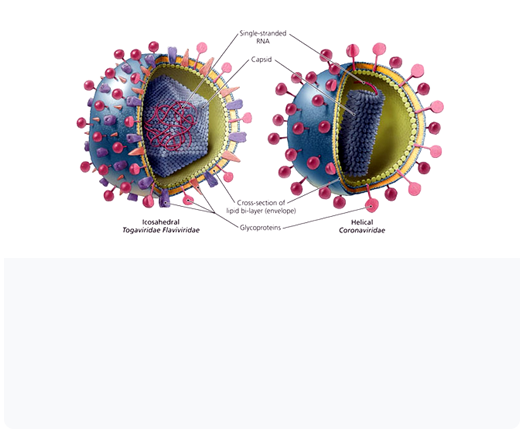 Single-stranded
RNA
Capsid
Cross-section of
lipid bi-layer (envelope)
Glycoproteins
Icosahedral
Togaviridae Flaviviridae
Helical
Coronaviridae